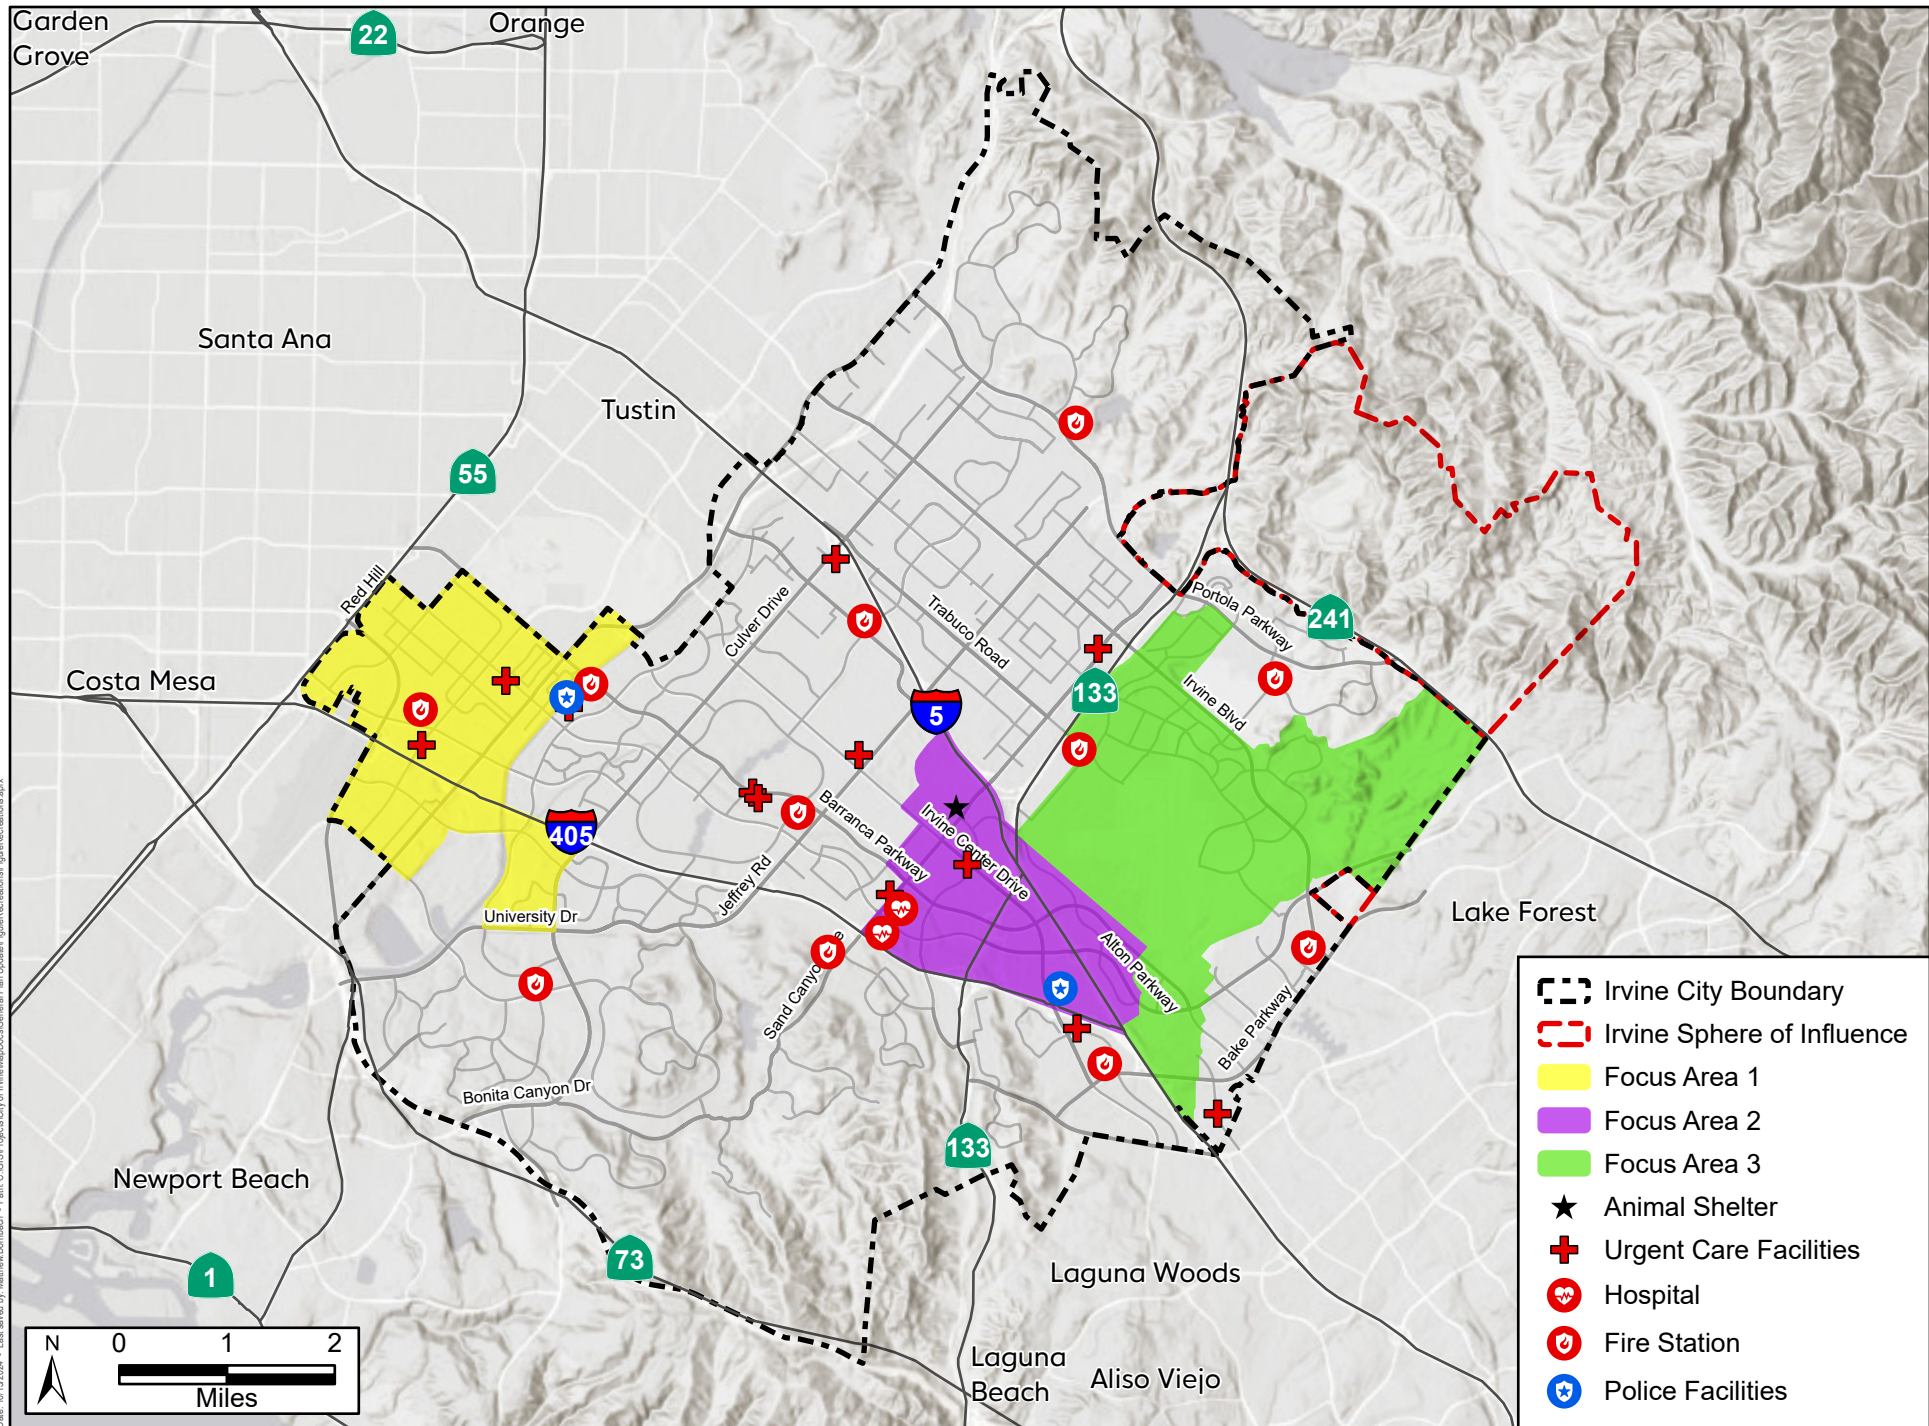 Garden
Grove
22
Orange
Santa Ana
Tustin
55
Red Hill
Costa Mesa
Culver Drive
Trabuco Road
Portola Parkway
241
133
Irvine Blvd
5
Barranca Parkway
Irvine Center Drive
405
Jeffrey Rd
University Dr
Alton Parkway
Lake Forest
Sand Canyo
e
Bake Parkway
Bonita Canyon Dr
133
Newport Beach
73
1
Laguna Woods
Laguna
Beach
Aliso Viejo
N
0 1 2
Miles
Irvine City Boundary
Irvine Sphere of Influence
Focus Area 1
Focus Area 2
Focus Area 3
Animal Shelter
Urgent Care Facilities
Hospital
Fire Station
Police Facilities